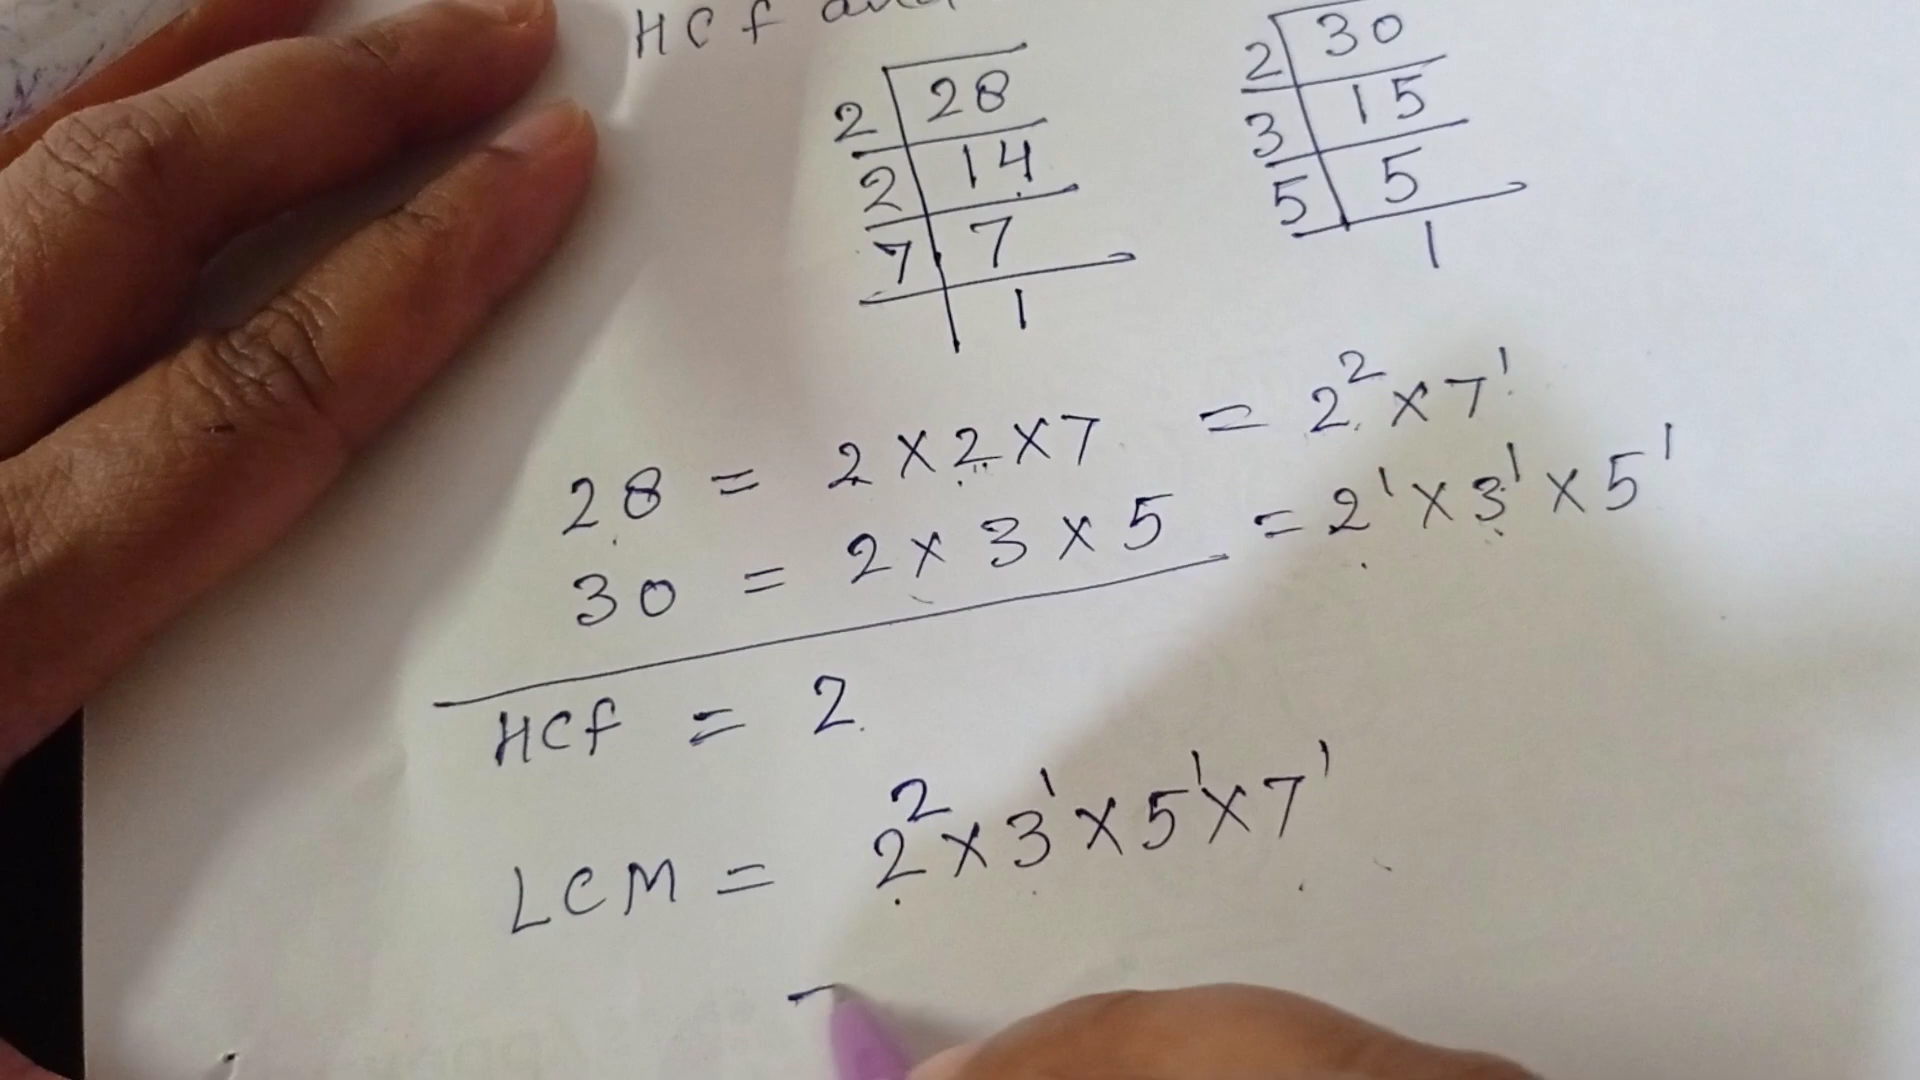 HCf and
2 28
2 14
7 7
1
2 30
3 15
5 5
1
28 = 2 × 2 × 7 = 2² × 7¹
30 = 2 × 3 × 5 = 2¹ × 3¹ × 5¹
HCf = 2
LCM = 2² × 3¹ × 5¹ × 7¹